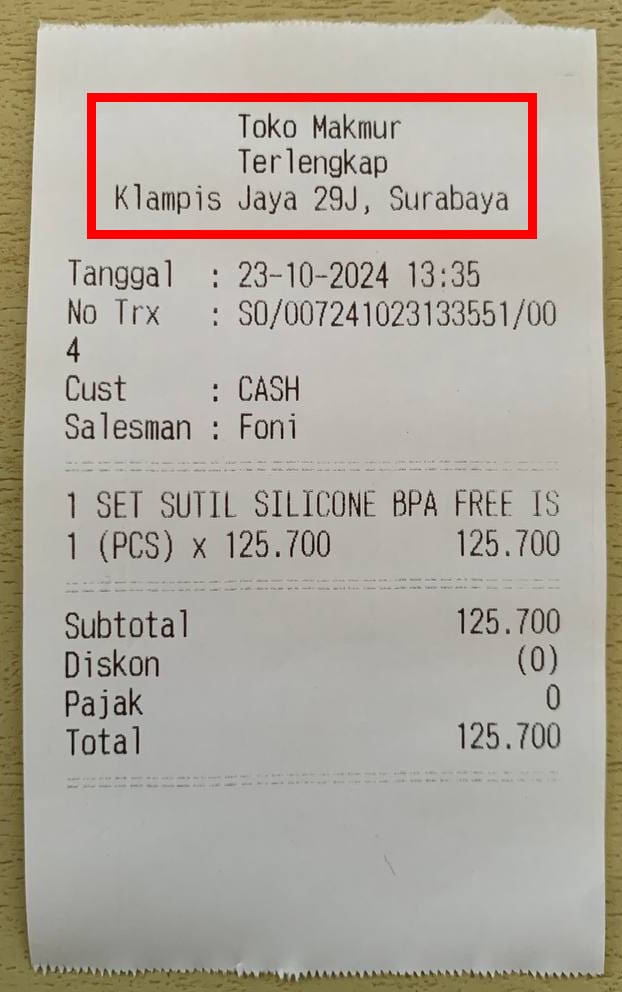 Toko Makmur
Terlengkap
Klampis Jaya 29J, Surabaya
Tanggal : 23-10-2024 13:35
No Trx : SO/007241023133551/00
4
Cust : CASH
Salesman : Foni
1 SET SUTIL SILICONE BPA FREE IS
1 (PCS) x 125.700 125.700
Subtotal 125.700
Diskon (0)
Pajak 0
Total 125.700